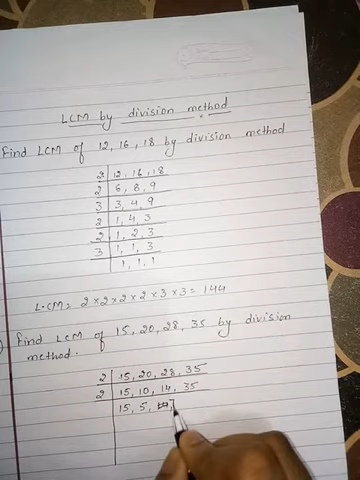 LCM by division method
Find LCM of 12, 16, 18 by division method
2 | 12, 16, 18
2 | 6, 8, 9
3 | 3, 4, 9
2 | 1, 4, 3
2 | 1, 2, 3
3 | 1, 1, 3
| 1, 1, 1
L.CM = 2×2×2×2×3×3 = 144
Find LCM of 15, 20, 28, 35 by division
method.
2 | 15, 20, 28, 35
2 | 15, 10, 14, 35
| 15, 5,